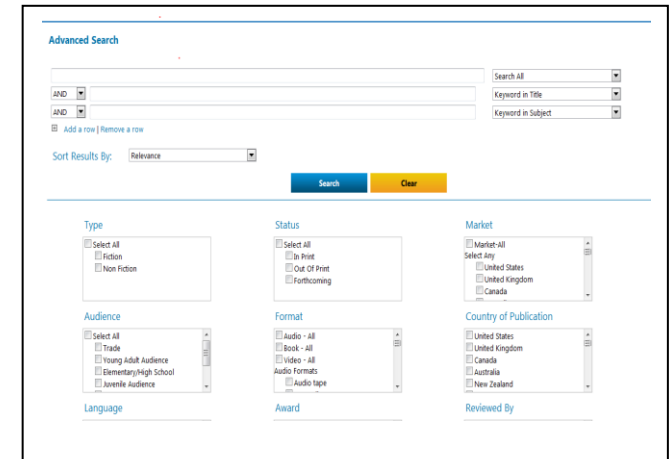 Advanced Search
Search All
AND Keyword in Title
AND Keyword in Subject
Add a row | Remove a row
Sort Results By: Relevance
Search Clear
Type
Select All
Fiction
Non Fiction
Status
Select All
In Print
Out Of Print
Forthcoming
Market
Market-All
Select Any
United States
United Kingdom
Canada
Audience
Select All
Trade
Young Adult Audience
Elementary/High School
Juvenile Audience
Format
Audio - All
Book - All
Video - All
Audio Formats
Audio tape
Country of Publication
United States
United Kingdom
Canada
Australia
New Zealand
Language
Award
Reviewed By